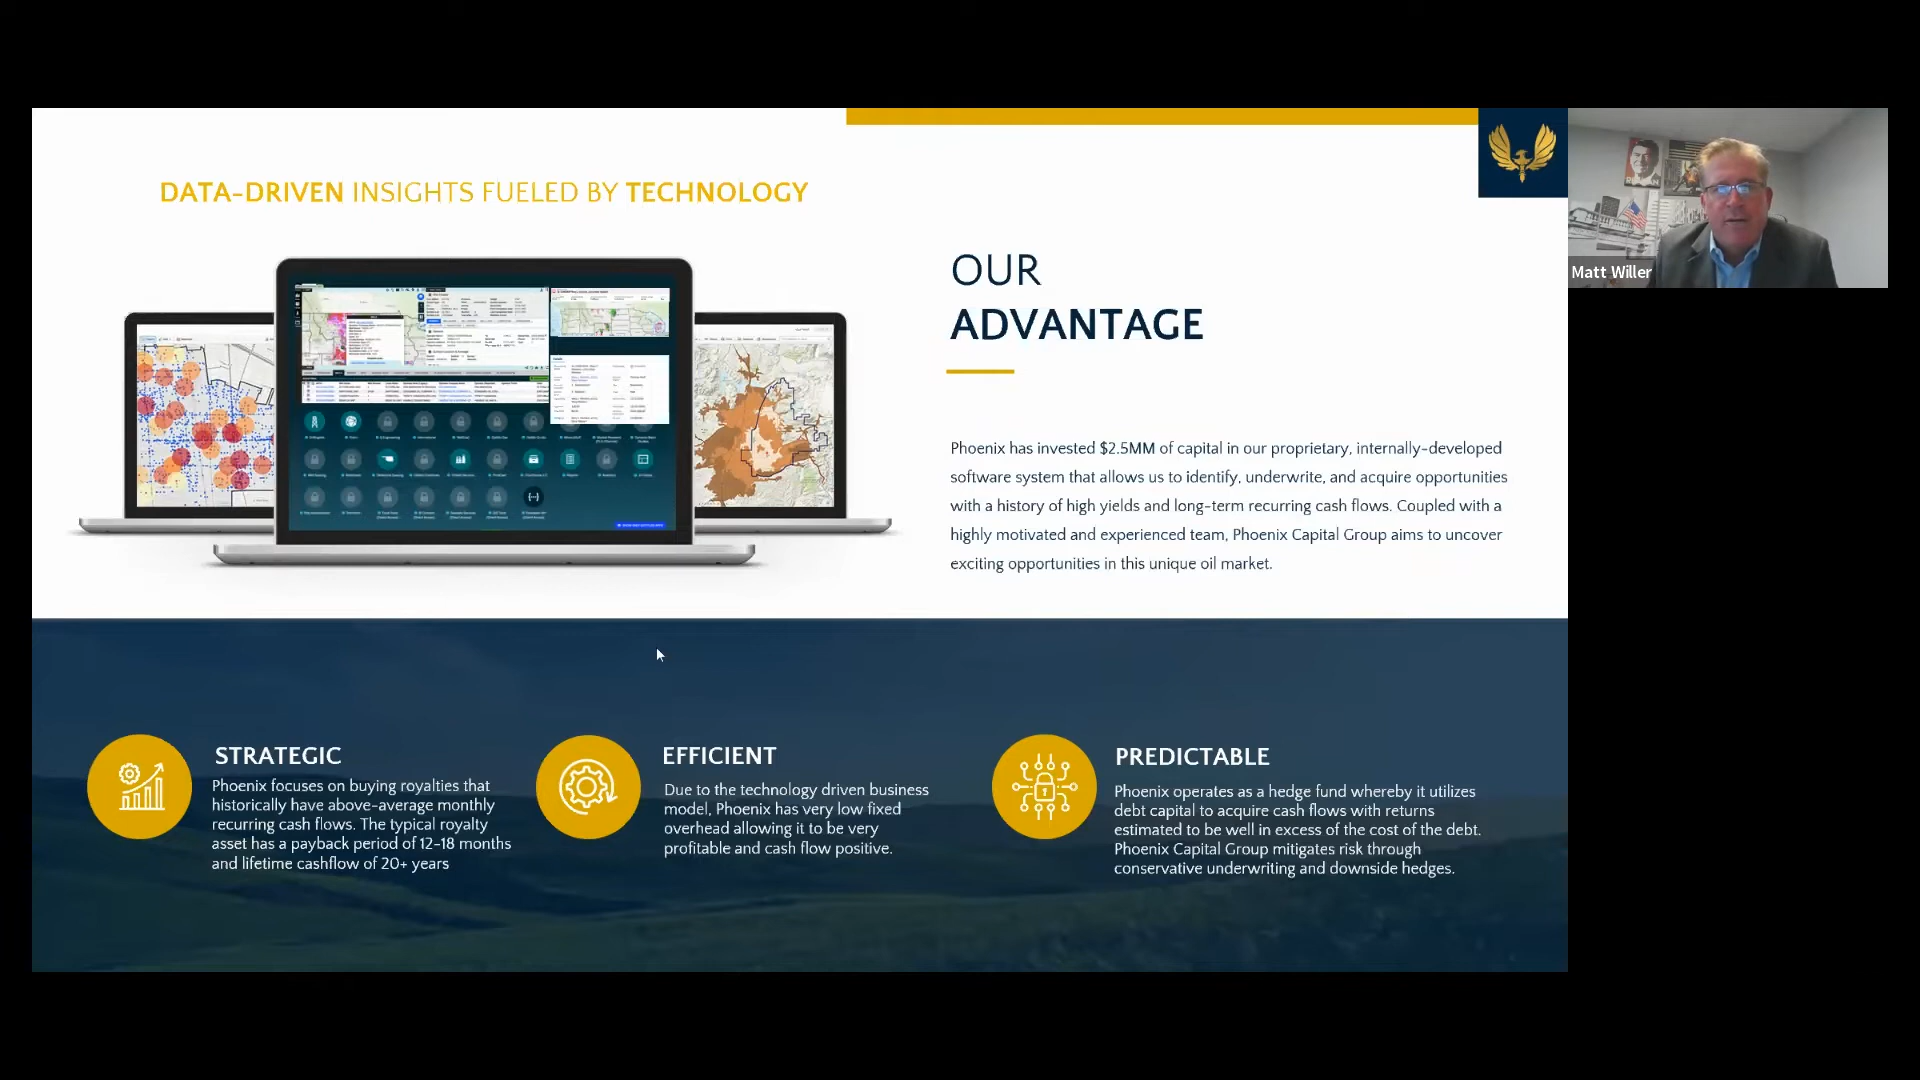 DATA-DRIVEN INSIGHTS FUELED BY TECHNOLOGY
OUR
ADVANTAGE
Phoenix has invested $2.5MM of capital in our proprietary, internally-developed
software system that allows us to identify, underwrite, and acquire opportunities
with a history of high yields and long-term recurring cash flows. Coupled with a
highly motivated and experienced team, Phoenix Capital Group aims to uncover
exciting opportunities in this unique oil market.
Matt Willer
STRATEGIC
Phoenix focuses on buying royalties that
historically have above-average monthly
recurring cash flows. The typical royalty
asset has a payback period of 12-18 months
and lifetime cashflow of 20+ years
EFFICIENT
Due to the technology driven business
model, Phoenix has very low fixed
overhead allowing it to be very
profitable and cash flow positive.
PREDICTABLE
Phoenix operates as a hedge fund whereby it utilizes
debt capital to acquire cash flows with returns
estimated to be well in excess of the cost of the debt.
Phoenix Capital Group mitigates risk through
conservative underwriting and downside hedges.